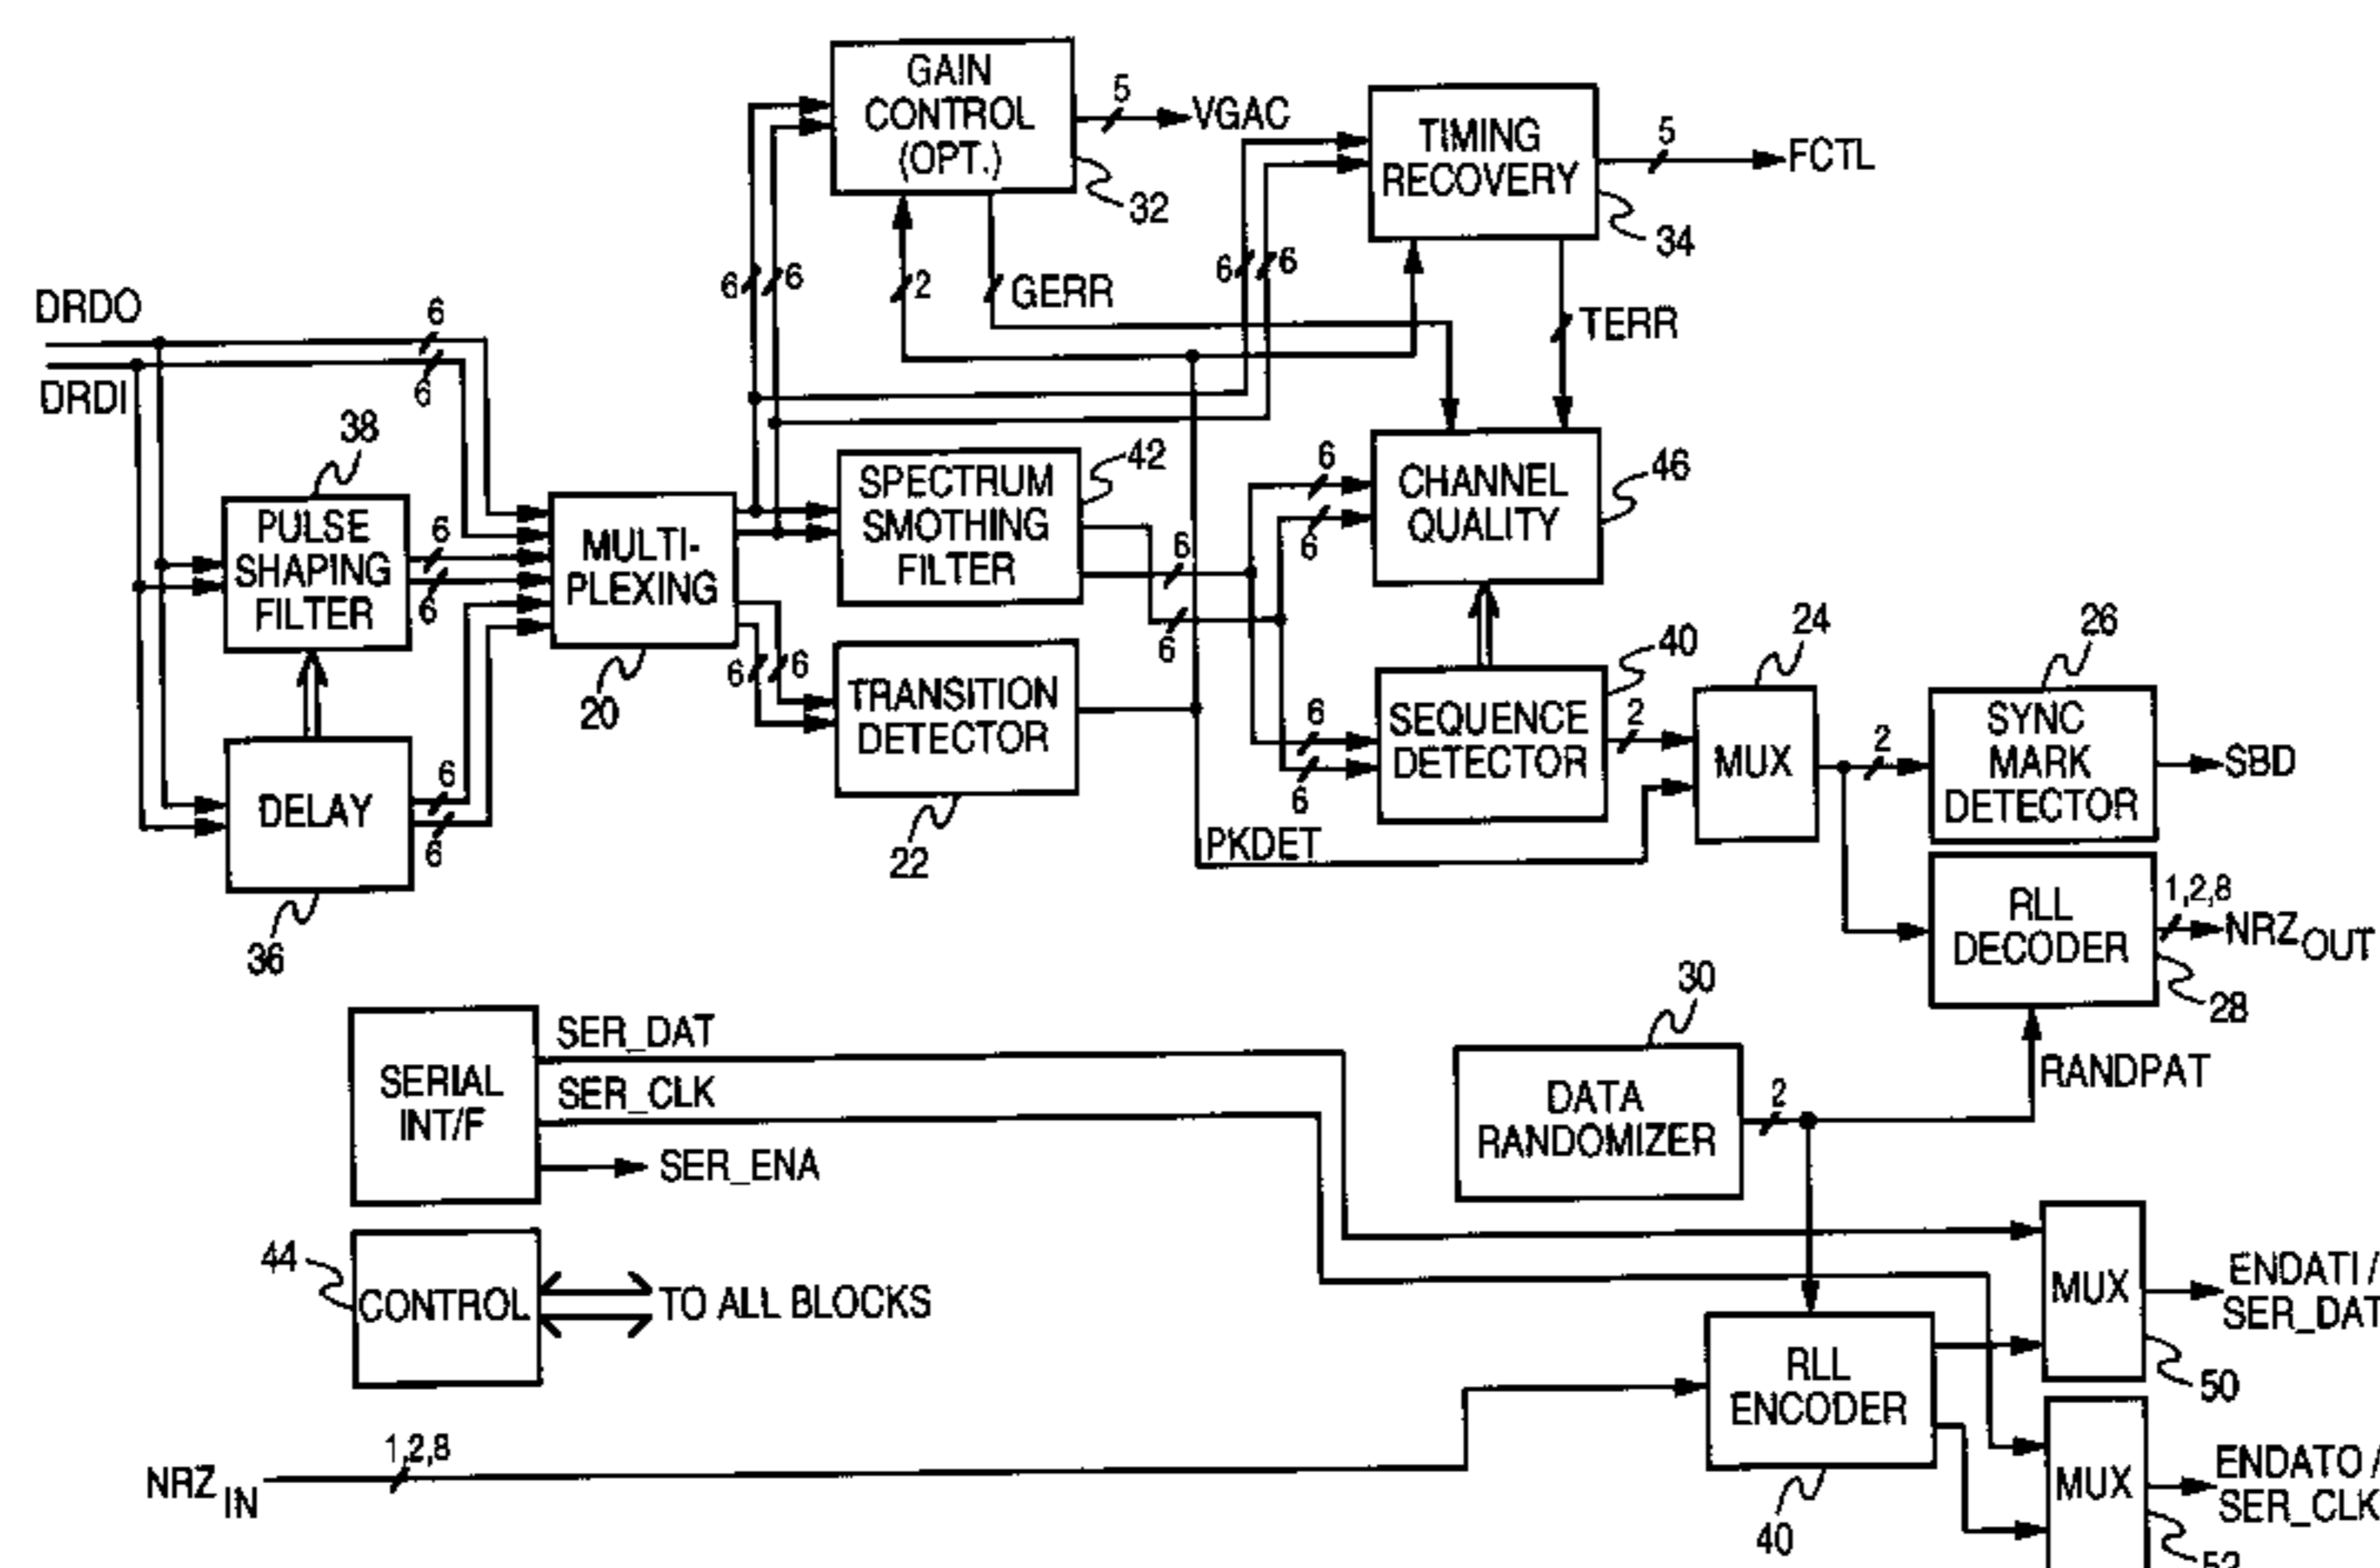 GAIN
CONTROL
(OPT.)
32
5
VGAC
TIMING
RECOVERY
34
5
FCTL
6
6
2
GERR
6
6
TERR
DRDO
DRDI
6
6
38
PULSE
SHAPING
FILTER
6
6
MULTI-
PLEXING
20
SPECTRUM
SMOTHING
FILTER
42
6
6
6
6
CHANNEL
QUALITY
46
DELAY
36
6
6
6
6
TRANSITION
DETECTOR
22
PKDET
6
6
SEQUENCE
DETECTOR
40
2
24
MUX
2
26
SYNC
MARK
DETECTOR
SBD
RLL
DECODER
28
1,2,8
NRZOUT
SERIAL
INT/F
SER_DAT
SER_CLK
SER_ENA
30
DATA
RANDOMIZER
2
RANDPAT
44
CONTROL
TO ALL BLOCKS
MUX
50
ENDATI /
SER_DAT
RLL
ENCODER
40
NRZIN
1,2,8
MUX
52
ENDATO /
SER_CLK